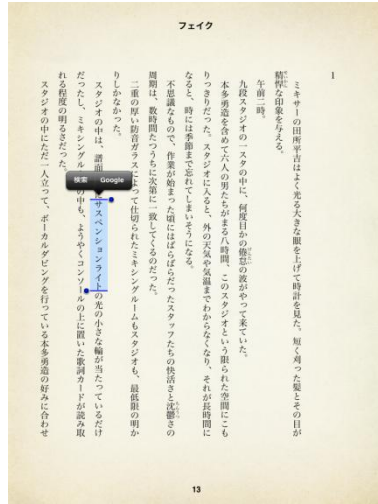 フェイク
1
ミキサーの田所平吉はよく光る大きな眼を上げて時計を見た。短く刈った髪とその目が
精悍な印象を与える。
午前二時。
九段スタジオの一スタの中に、何度目かの倦怠の波がやって来ていた。
本多勇造を含めて六人の男たちがまる八時間、このスタジオという限られた空間にこも
りっきりだった。スタジオに入ると、外の天気や気温までわからなくなり、それが長時間に
なると、時には季節まで忘れてしまいそうになる。
不思議なもので、作業が始まった頃にはばらばらだったスタッフたちの快活さと沈鬱さの
周期は、数時間たつうちに次第に一致してくるのだった。
二重の厚い防音ガラスによって仕切られたミキシングルームもスタジオも、最低限の明か
りしかなかった。
スタジオの中は、譜面サスペンションライトの光の小さな輪が当たっているだけ
だったし、ミキシングルの中も、ようやくコンソールの上に置いた歌詞カードが読み取
れる程度の明るさだった。
スタジオの中にただ一人立って、ボーカルダビングを行っている本多勇造の好みに合わせ
検索 Google
13